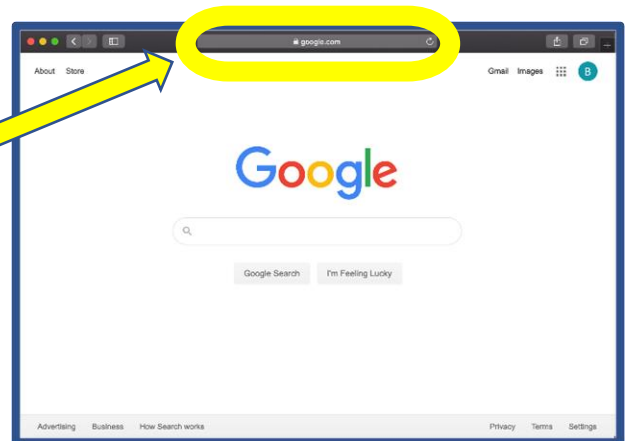 google.com
About Store
Gmail Images B
Google
Google Search I'm Feeling Lucky
Advertising Business How Search works
Privacy Terms Settings